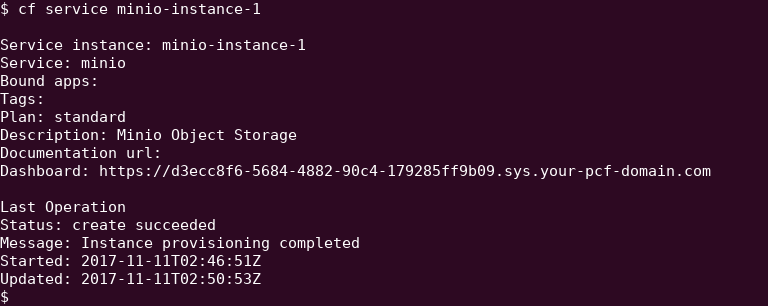 $ cf service minio-instance-1
Service instance: minio-instance-1
Service: minio
Bound apps:
Tags:
Plan: standard
Description: Minio Object Storage
Documentation url:
Dashboard: https://d3ecc8f6-5684-4882-90c4-179285ff9b09.sys.your-pcf-domain.com
Last Operation
Status: create succeeded
Message: Instance provisioning completed
Started: 2017-11-11T02:46:51Z
Updated: 2017-11-11T02:50:53Z
$